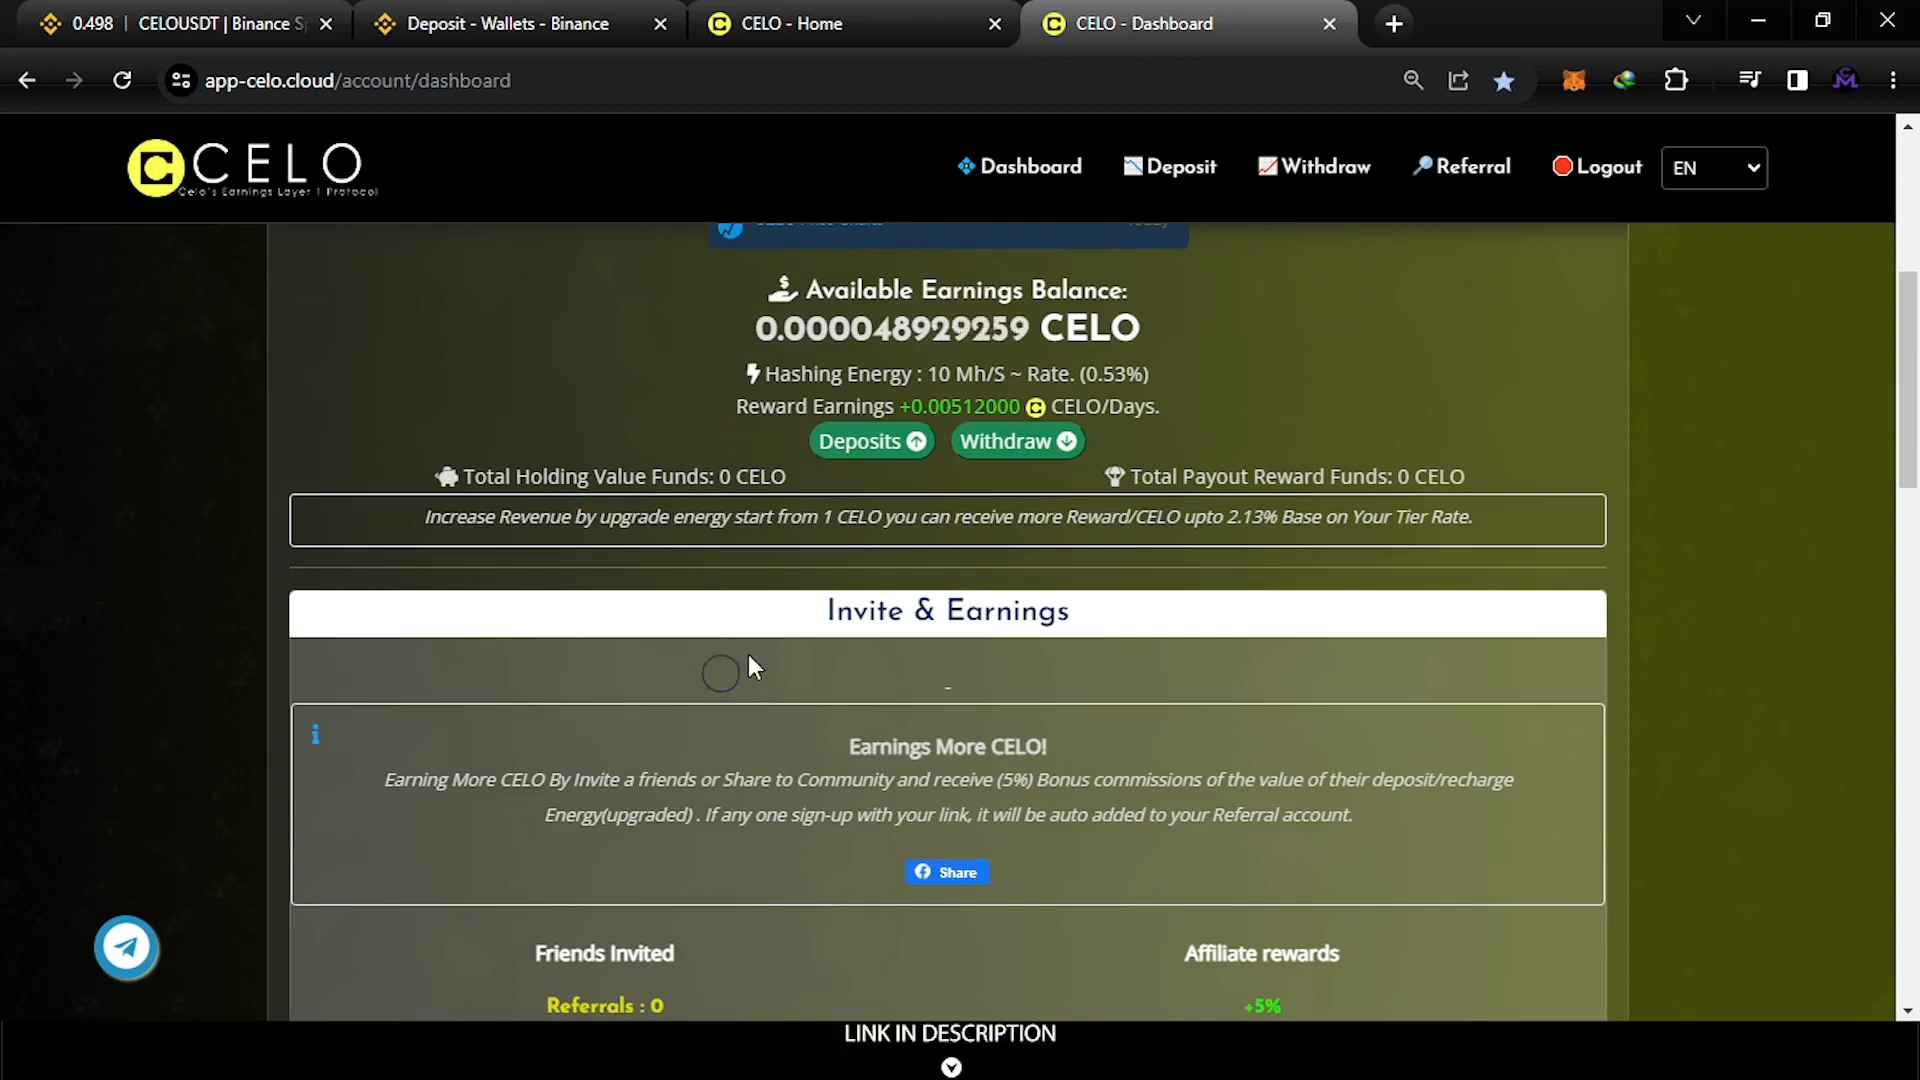 0.498 | CELOUSDT | Binance S
Deposit - Wallets - Binance
CELO - Home
CELO - Dashboard
app-celo.cloud/account/dashboard
CELO
Celo's Earnings Layer 1 Protocol
Dashboard
Deposit
Withdraw
Referral
Logout
EN
Available Earnings Balance:
0.000048929259 CELO
Hashing Energy : 10 Mh/S ~ Rate. (0.53%)
Reward Earnings +0.00512000 CELO/Days.
Deposits
Withdraw
Total Holding Value Funds: 0 CELO
Total Payout Reward Funds: 0 CELO
Increase Revenue by upgrade energy start from 1 CELO you can receive more Reward/CELO upto 2.13% Base on Your Tier Rate.
Invite & Earnings
-
Earnings More CELO!
Earning More CELO By Invite a friends or Share to Community and receive (5%) Bonus commissions of the value of their deposit/recharge
Energy(upgraded) . If any one sign-up with your link, it will be auto added to your Referral account.
Share
Friends Invited
Affiliate rewards
Referrals : 0
+5%
LINK IN DESCRIPTION